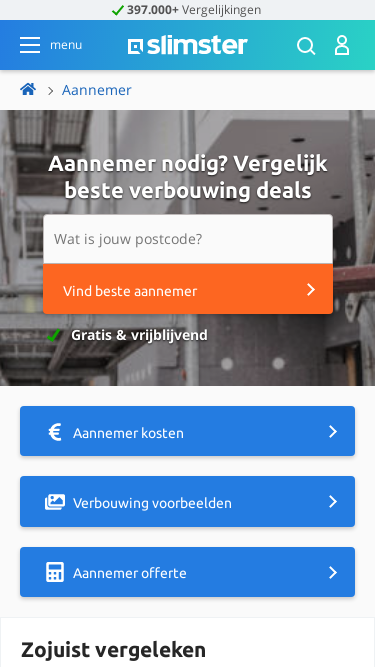 397.000+ Vergelijkingen
menu
slimster
Aannemer
Aannemer nodig? Vergelijk
beste verbouwing deals
Wat is jouw postcode?
Vind beste aannemer
Gratis & vrijblijvend
Aannemer kosten
Verbouwing voorbeelden
Aannemer offerte
Zojuist vergeleken